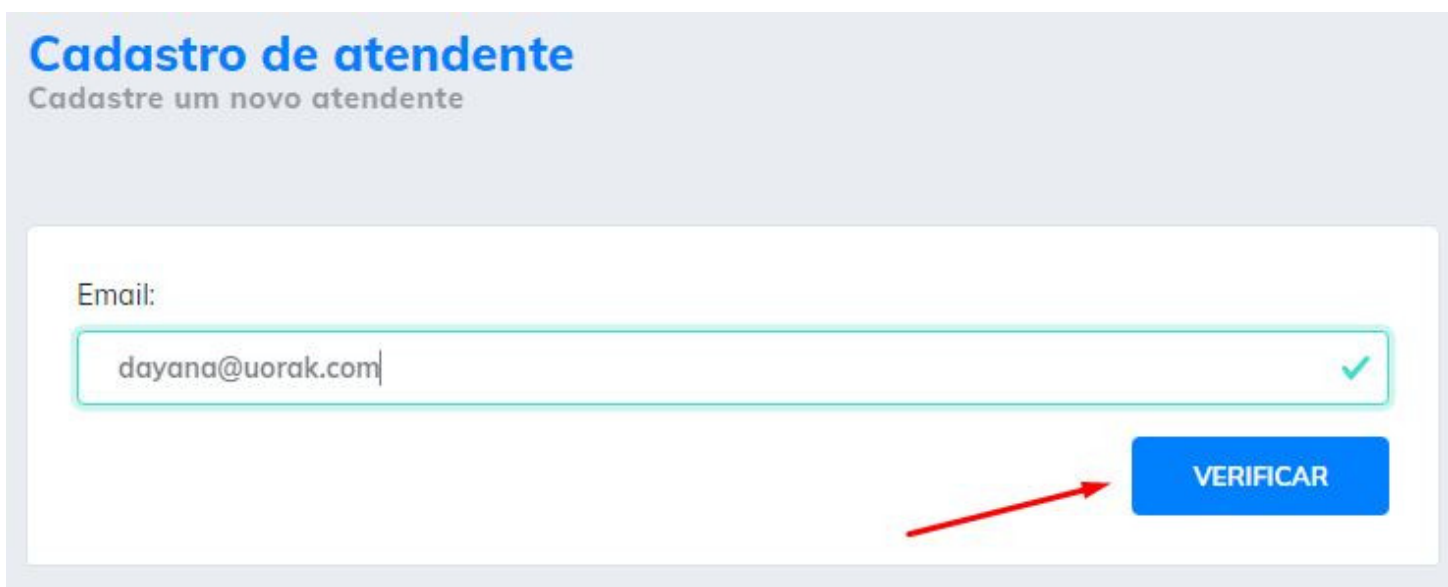 Cadastro de atendente
Cadastre um novo atendente
Email:
dayana@uorak.com
VERIFICAR